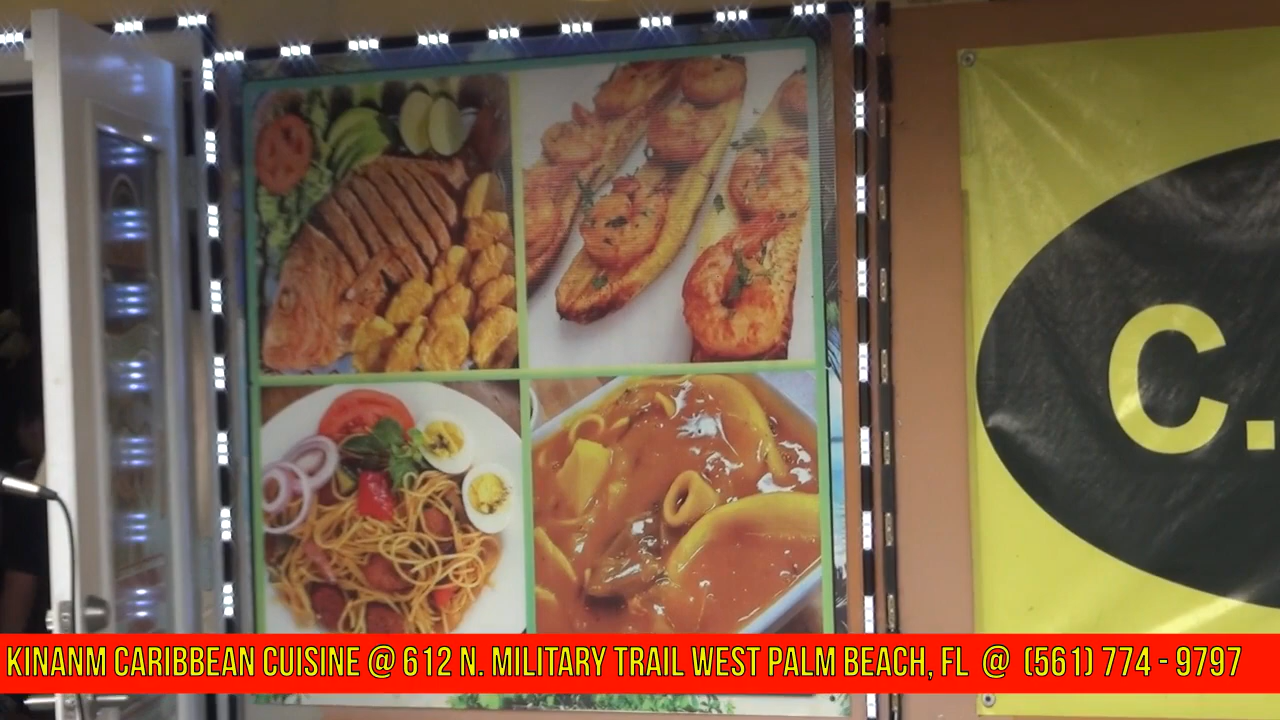 C.
KINANM CARIBBEAN CUISINE @ 612 N. MILITARY TRAIL WEST PALM BEACH, FL @ (561) 774 - 9797